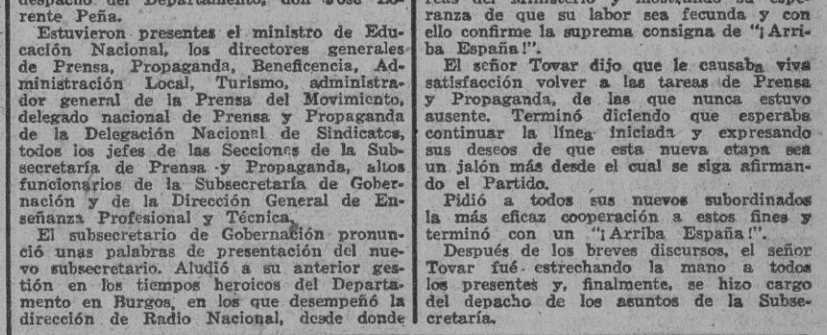 despacho del Departamento, don José Lo-
rente Peña.
Estuvieron presentes el ministro de Edu-
cación Nacional, los directores generales
de Prensa, Propaganda, Beneficencia, Ad-
ministración Local, Turismo, administra-
dor general de la Prensa del Movimiento,
delegado nacional de Prensa y Propaganda
de la Delegación Nacional de Sindicatos,
todos los jefes de las Secciones de la Sub-
secretaría de Prensa y Propaganda, altos
funcionarios de la Subsecretaría de Gober-
nación y de la Dirección General de En-
señanza Profesional y Técnica.
El subsecretario de Gobernación pronun-
ció unas palabras de presentación del nue-
vo subsecretario. Aludió a su anterior ges-
tión en los tiempos heroicos del Departa-
mento en Burgos, en los que desempeñó la
dirección de Radio Nacional, desde donde
del Ministerio y mostrando su espe-
ranza de que su labor sea fecunda y con
ello confirme la suprema consigna de "¡Arri-
ba España!".
El señor Tovar dijo que le causaba viva
satisfacción volver a las tareas de Prensa
y Propaganda, de las que nunca estuvo
ausente. Terminó diciendo que esperaba
continuar la línea iniciada y expresando
sus deseos de que esta nueva etapa sea
un jalón más desde el cual se siga afirman-
do el Partido.
Pidió a todos sus nuevos subordinados
la más eficaz cooperación a estos fines y
terminó con un "¡Arriba España!".
Después de los breves discursos, el señor
Tovar fué estrechando la mano a todos
los presentes y, finalmente, se hizo cargo
del depacho de los asuntos de la Subse-
cretaría.